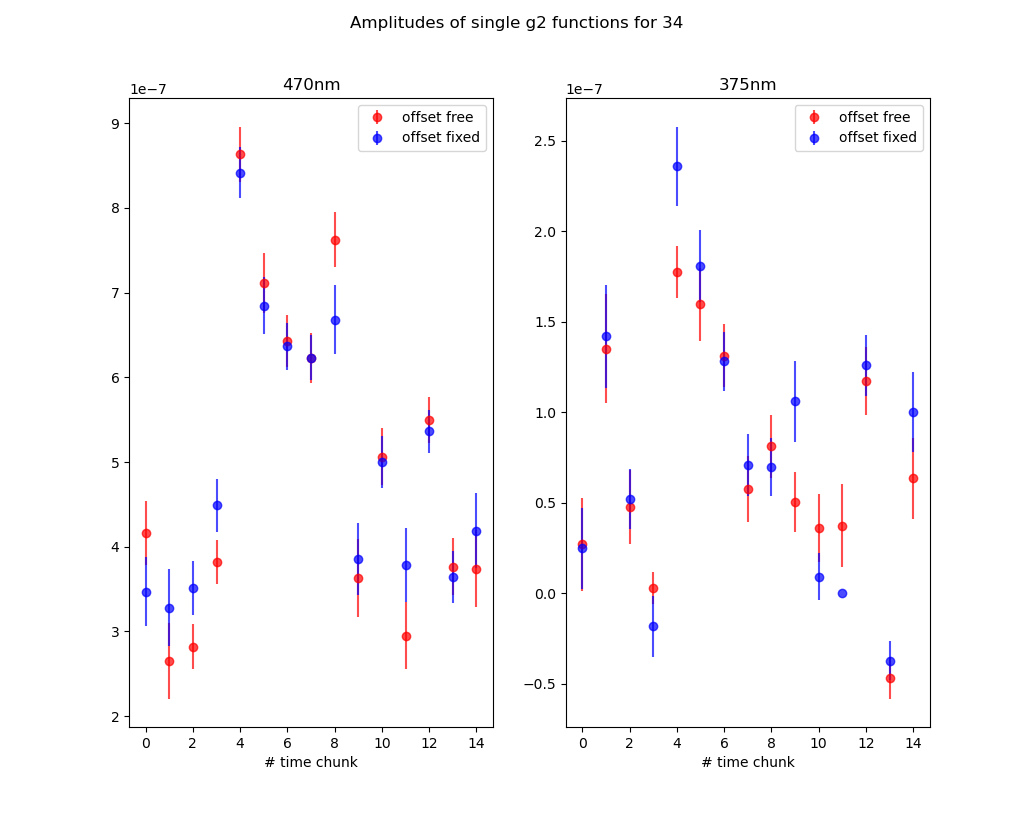 Amplitudes of single g2 functions for 34
470nm
1e−7
offset free
offset fixed
9
8
7
6
5
4
3
2
0 2 4 6 8 10 12 14
# time chunk
375nm
1e−7
offset free
offset fixed
2.5
2.0
1.5
1.0
0.5
0.0
−0.5
0 2 4 6 8 10 12 14
# time chunk